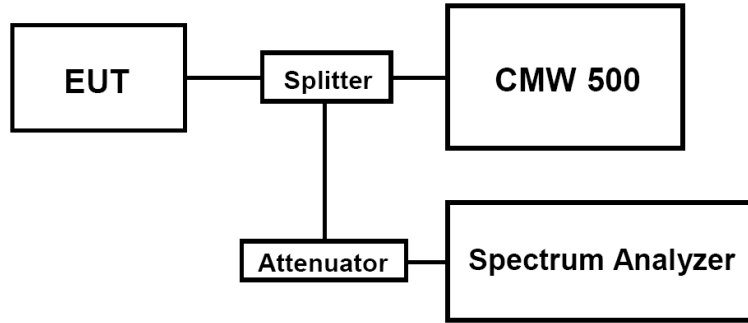 EUT
Splitter
CMW 500
Attenuator
Spectrum Analyzer